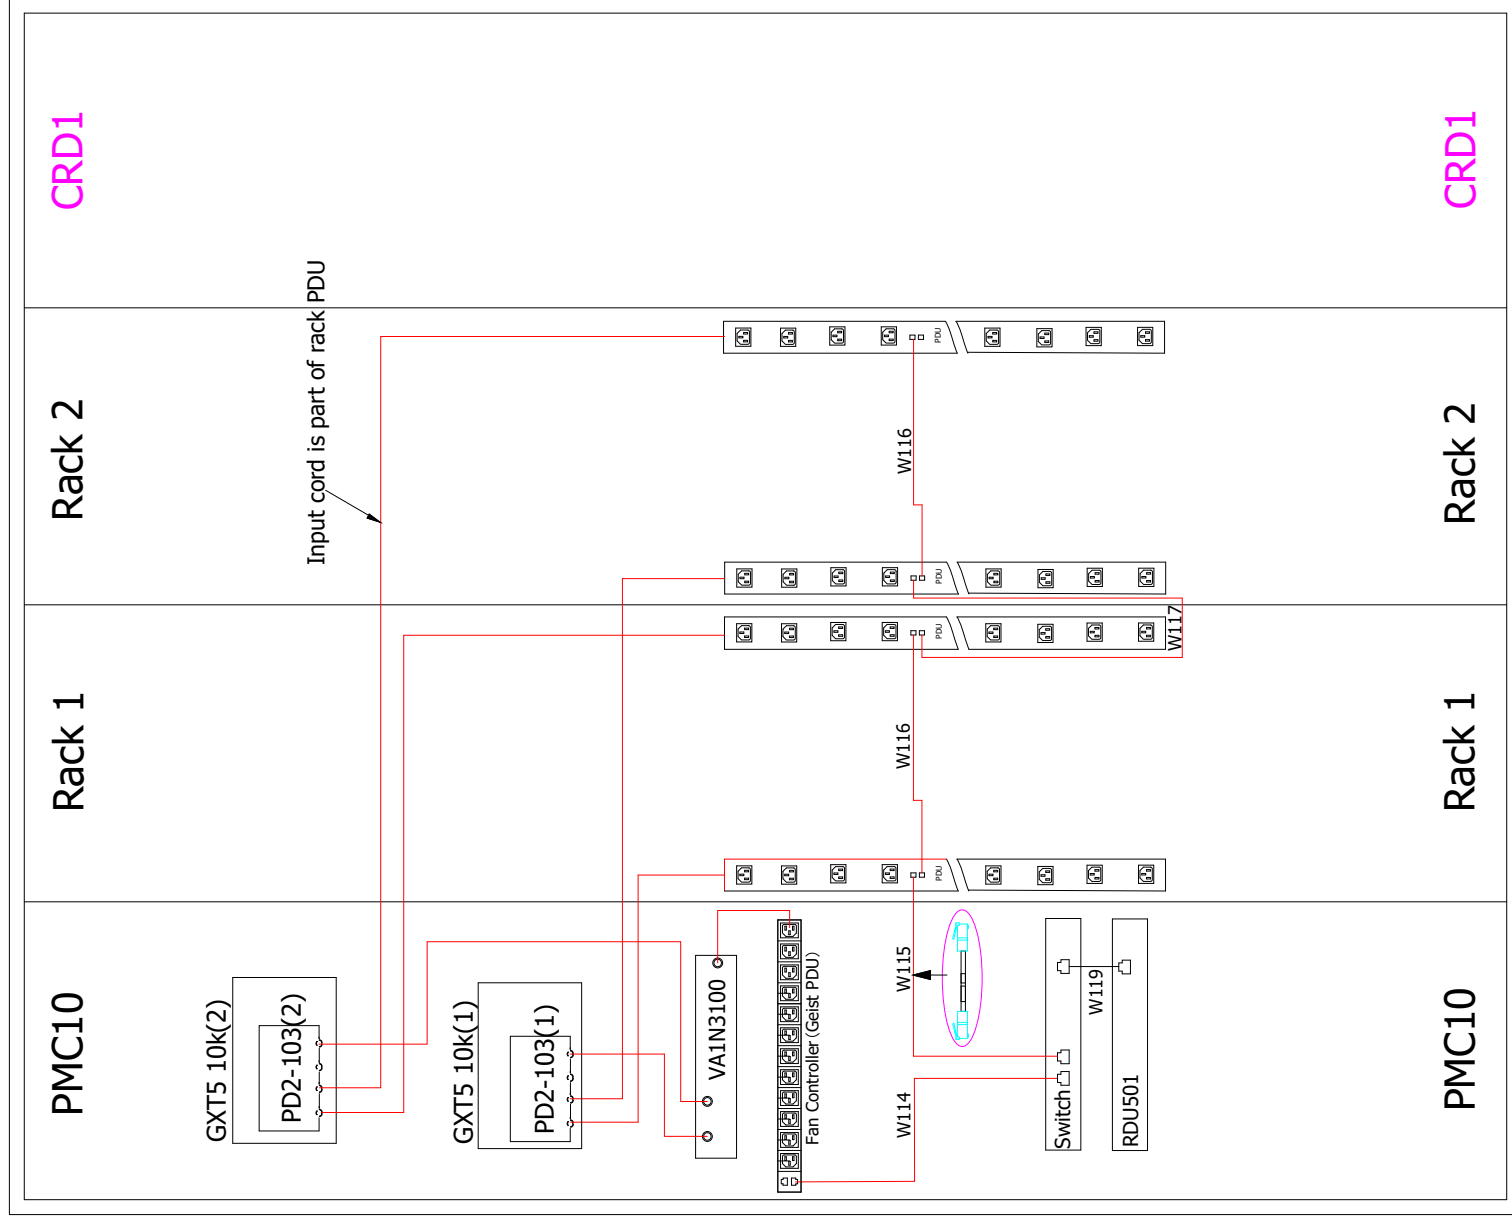 CRD1
CRD1
Input cord is part of rack PDU
Rack 2
Rack 2
PDU
W116
PDU
W117
Rack 1
Rack 1
PDU
W116
PDU
PMC10
PMC10
GXT5 10k(2)
PD2-103(2)
GXT5 10k(1)
PD2-103(1)
VA1N3100
Fan Controller(Geist PDU)
W115
W114
W119
Switch
RDU501